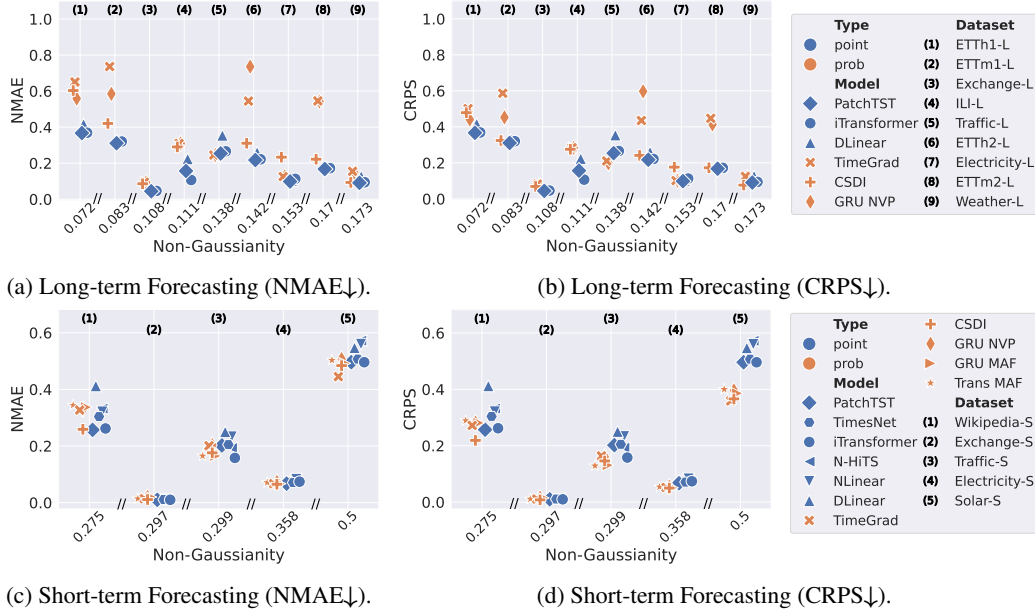 (1) (2) (3) (4) (5) (6) (7) (8) (9)
1.0
0.8
0.6
0.4
0.2
0.0
NMAE
0.072 0.083 0.108 0.111 0.138 0.142 0.153 0.17 0.173
Non-Gaussianity
(a) Long-term Forecasting (NMAE↓).
(1) (2) (3) (4) (5) (6) (7) (8) (9)
1.0
0.8
0.6
0.4
0.2
0.0
CRPS
0.072 0.083 0.108 0.111 0.138 0.142 0.153 0.17 0.173
Non-Gaussianity
(b) Long-term Forecasting (CRPS↓).
Type Dataset
point (1) ETTh1-L
prob (2) ETTm1-L
Model (3) Exchange-L
PatchTST (4) ILI-L
iTransformer (5) Traffic-L
DLinear (6) ETTh2-L
TimeGrad (7) Electricity-L
CSDI (8) ETTm2-L
GRU NVP (9) Weather-L
(1) (2) (3) (4) (5)
0.6
0.4
0.2
0.0
NMAE
0.275 0.297 0.299 0.358 0.5
Non-Gaussianity
(c) Short-term Forecasting (NMAE↓).
(1) (2) (3) (4) (5)
0.6
0.4
0.2
0.0
CRPS
0.275 0.297 0.299 0.358 0.5
Non-Gaussianity
(d) Short-term Forecasting (CRPS↓).
Type CSDI
point GRU NVP
prob GRU MAF
Model Trans MAF
PatchTST Dataset
TimesNet (1) Wikipedia-S
iTransformer (2) Exchange-S
N-HiTS (3) Traffic-S
NLinear (4) Electricity-S
DLinear (5) Solar-S
TimeGrad